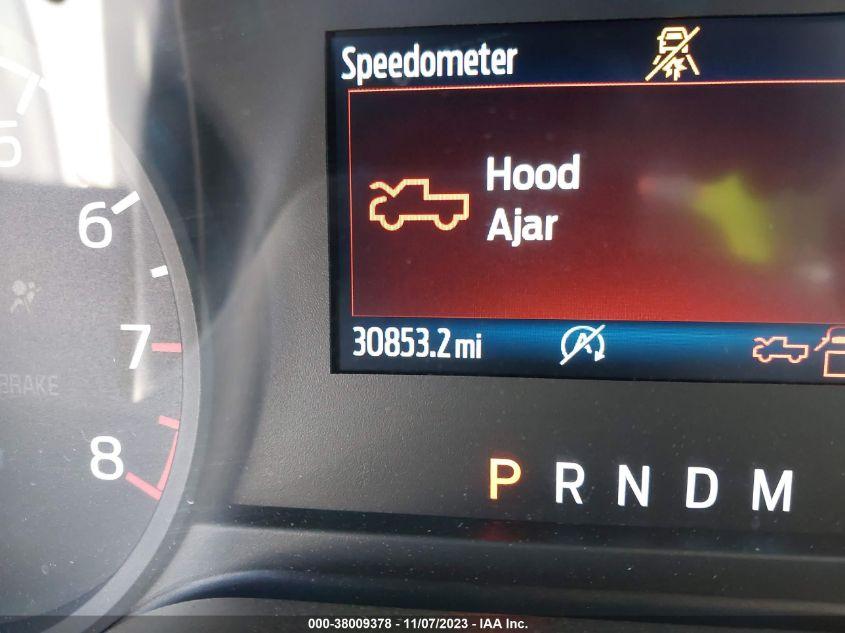 Speedometer
Hood
Ajar
30853.2 mi
6
7
8
BRAKE
P R N D M
000-38009378 - 11/07/2023 - IAA Inc.